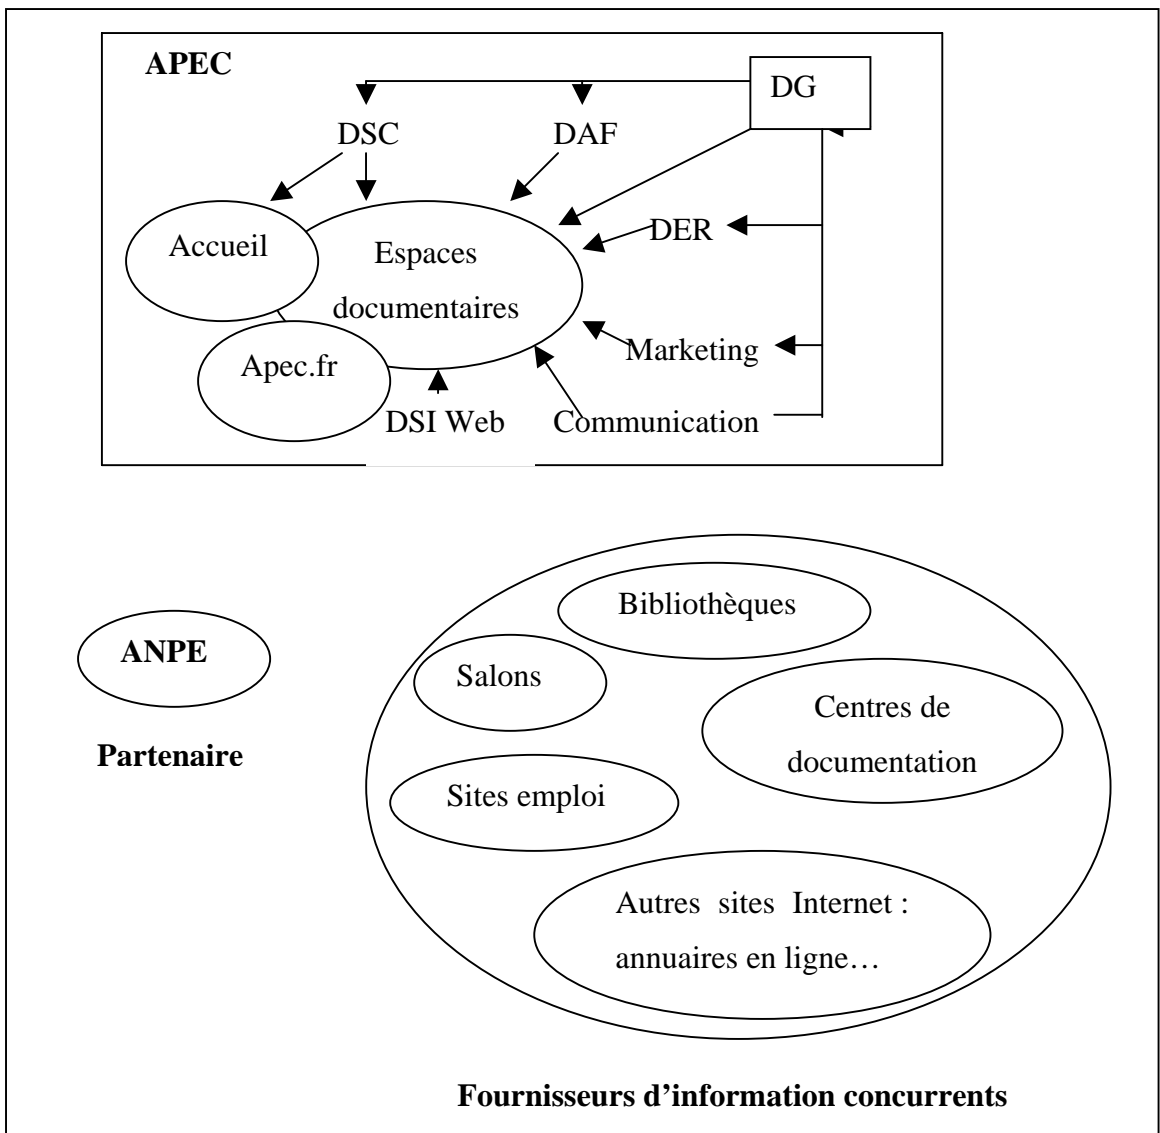 APEC
DG
DSC
DAF
Accueil
Espaces
documentaires
DER
Apec.fr
Marketing
DSI Web
Communication
Bibliothèques
ANPE
Salons
Centres de
documentation
Partenaire
Sites emploi
Autres sites Internet :
annuaires en ligne…
Fournisseurs d’information concurrents